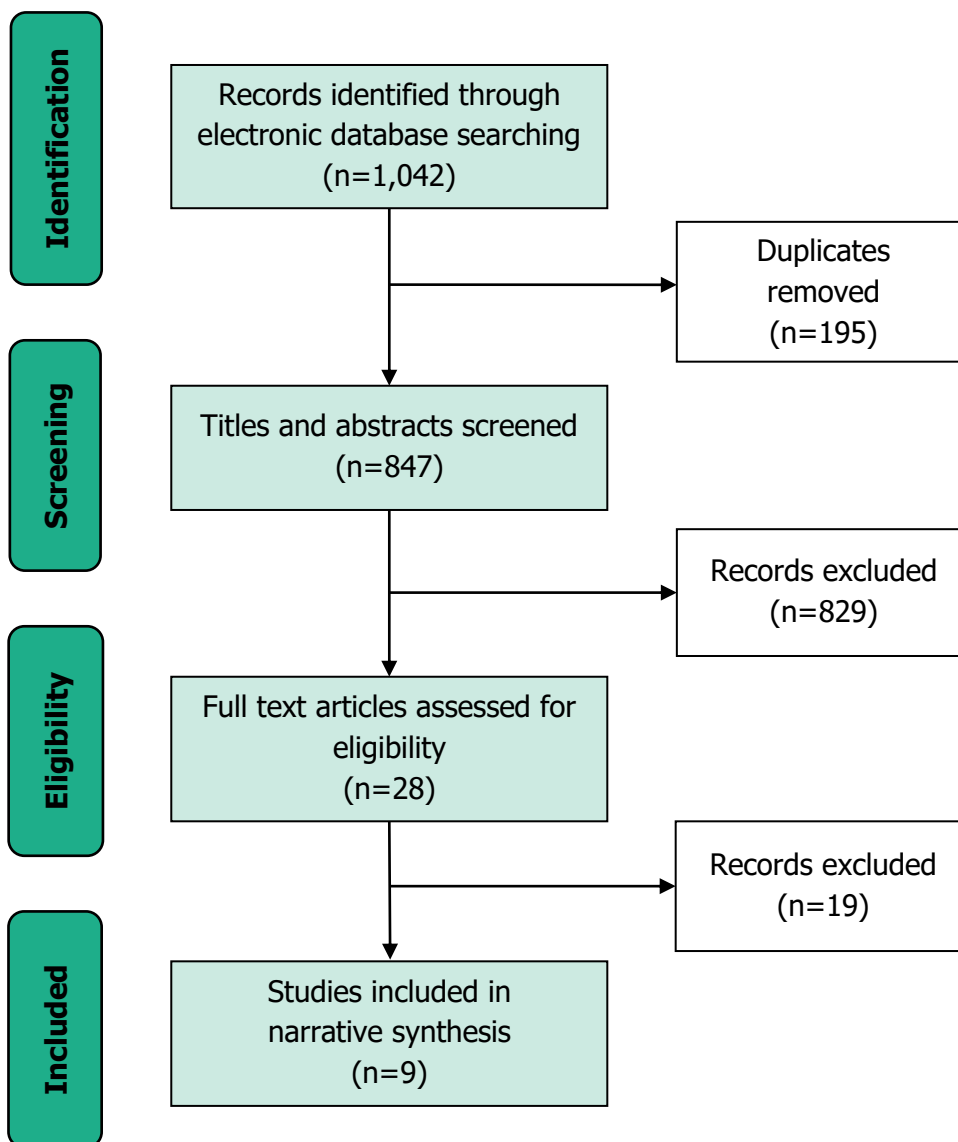 Identification
Records identified through
electronic database searching
(n=1,042)
Duplicates
removed
(n=195)
Screening
Titles and abstracts screened
(n=847)
Records excluded
(n=829)
Eligibility
Full text articles assessed for
eligibility
(n=28)
Records excluded
(n=19)
Included
Studies included in
narrative synthesis
(n=9)